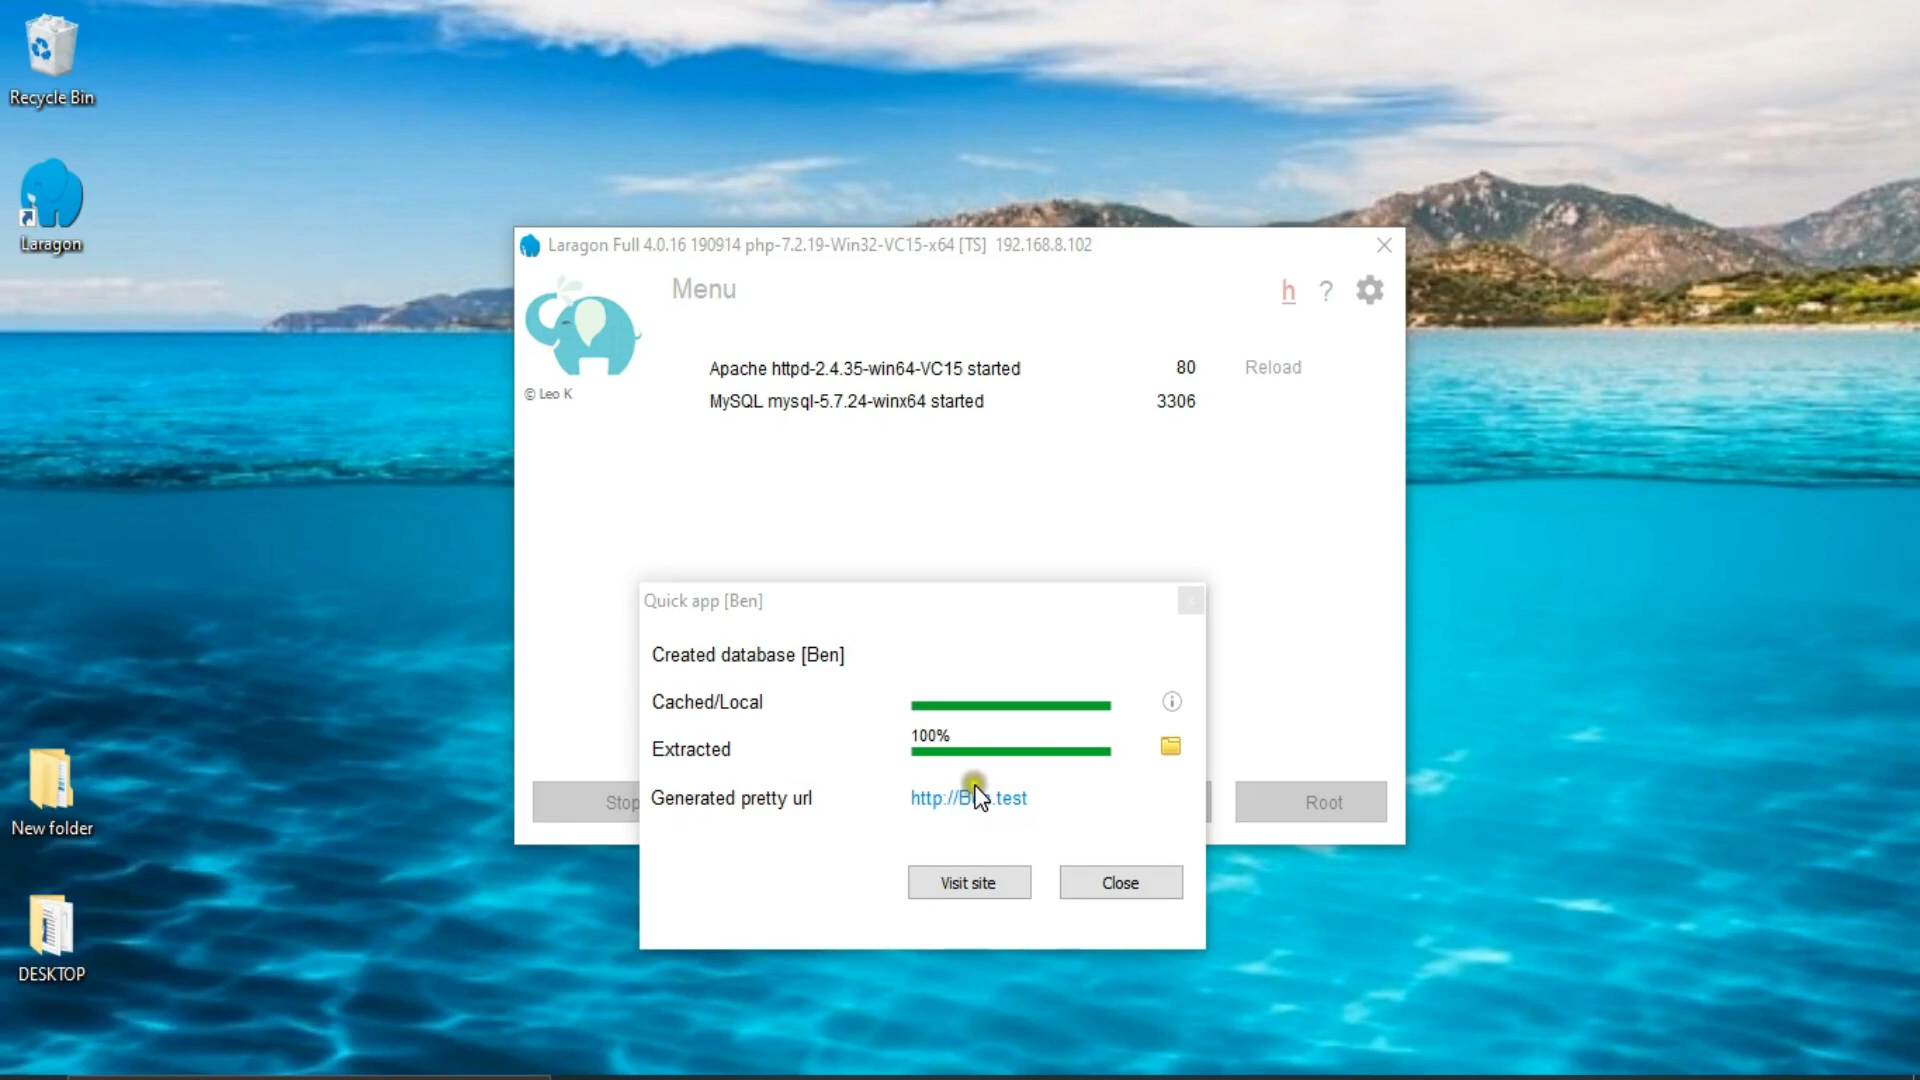 Recycle Bin
Laragon
New folder
DESKTOP
Laragon Full 4.0.16 190914 php-7.2.19-Win32-VC15-x64 [TS] 192.168.8.102
Menu
h ?
© Leo K
Apache httpd-2.4.35-win64-VC15 started 80 Reload
MySQL mysql-5.7.24-winx64 started 3306
Quick app [Ben]
Created database [Ben]
Cached/Local
100%
Extracted
Stop
Generated pretty url http://Ben.test
Root
Visit site Close